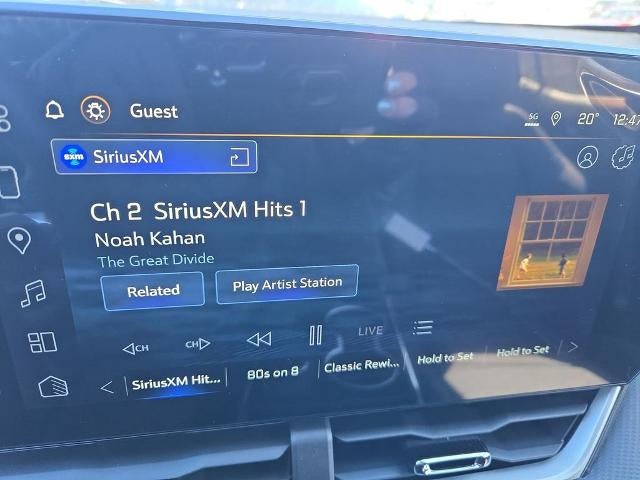 Guest
5G
20°
12:47
sxm SiriusXM
Ch 2 SiriusXM Hits 1
Noah Kahan
The Great Divide
Related
Play Artist Station
CH
CH
LIVE
SiriusXM Hit...
80s on 8
Classic Rewi...
Hold to Set
Hold to Set